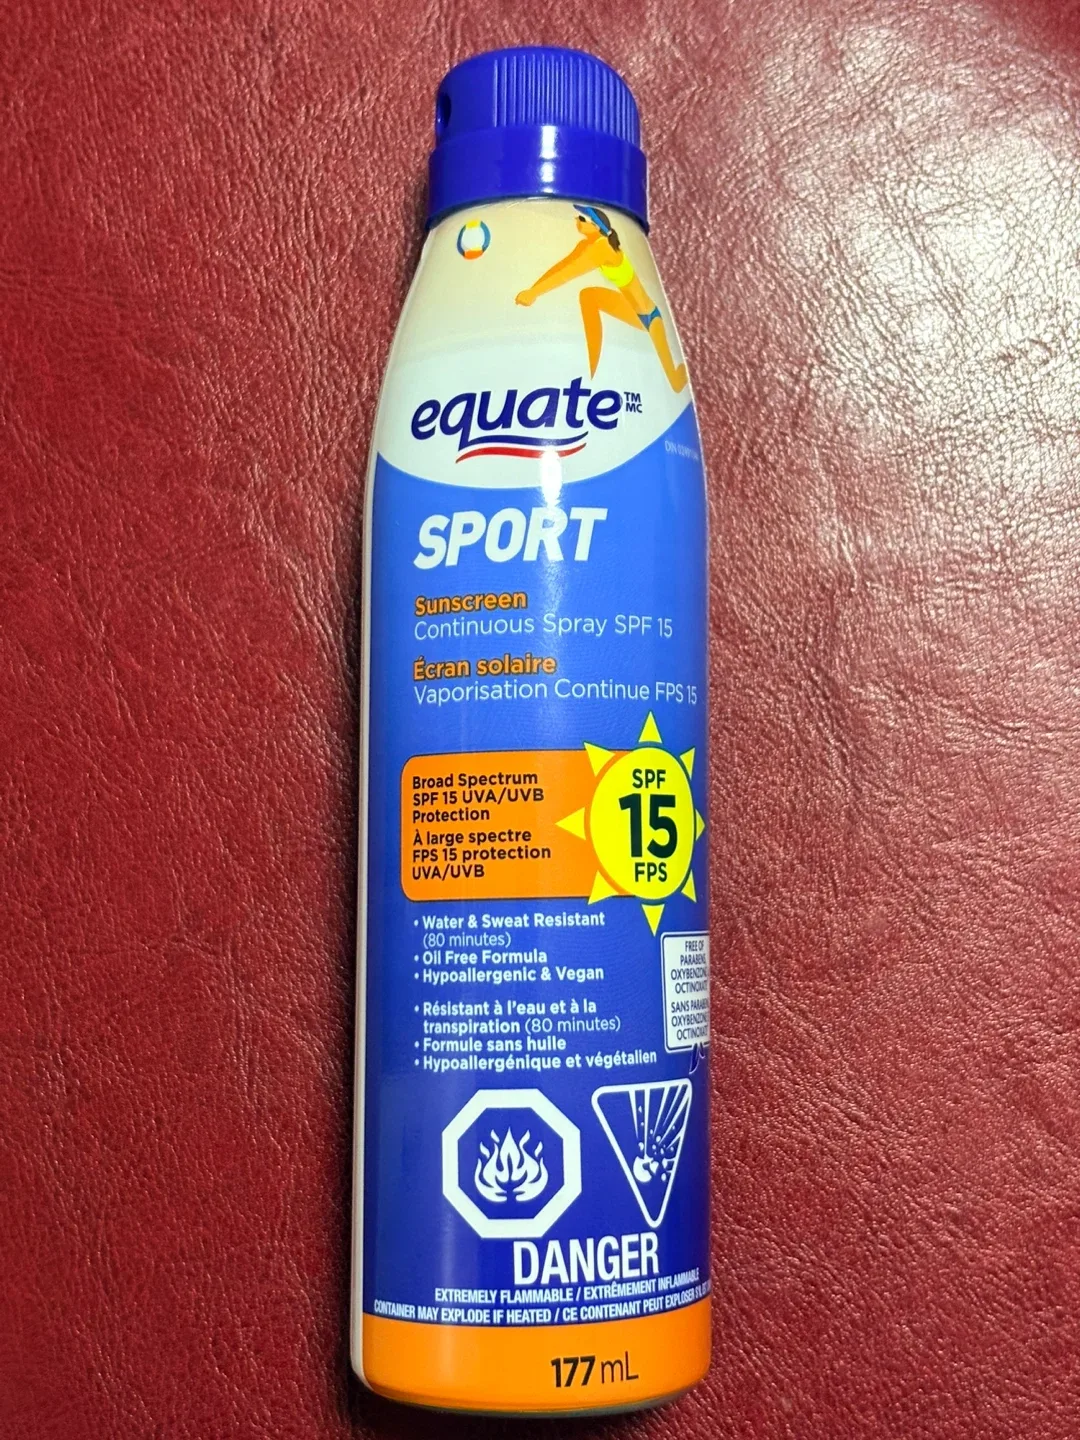 equate™
MC
SPORT
Sunscreen
Continuous Spray SPF 15
Écran solaire
Vaporisation Continue FPS 15
Broad Spectrum
SPF 15 UVA/UVB
Protection
À large spectre
FPS 15 protection
UVA/UVB
SPF
15
FPS
• Water & Sweat Resistant
(80 minutes)
• Oil Free Formula
• Hypoallergenic & Vegan
• Résistant à l'eau et à la
transpiration (80 minutes)
• Formule sans huile
• Hypoallergénique et végétalien
FREE OF
PARABENS,
SANS
DANGER
EXTREMELY FLAMMABLE / EXTRÊMEMENT INFLAMMABLE
CONTAINER MAY EXPLODE IF HEATED / CE CONTENANT PEUT EXPLOSER
177 mL